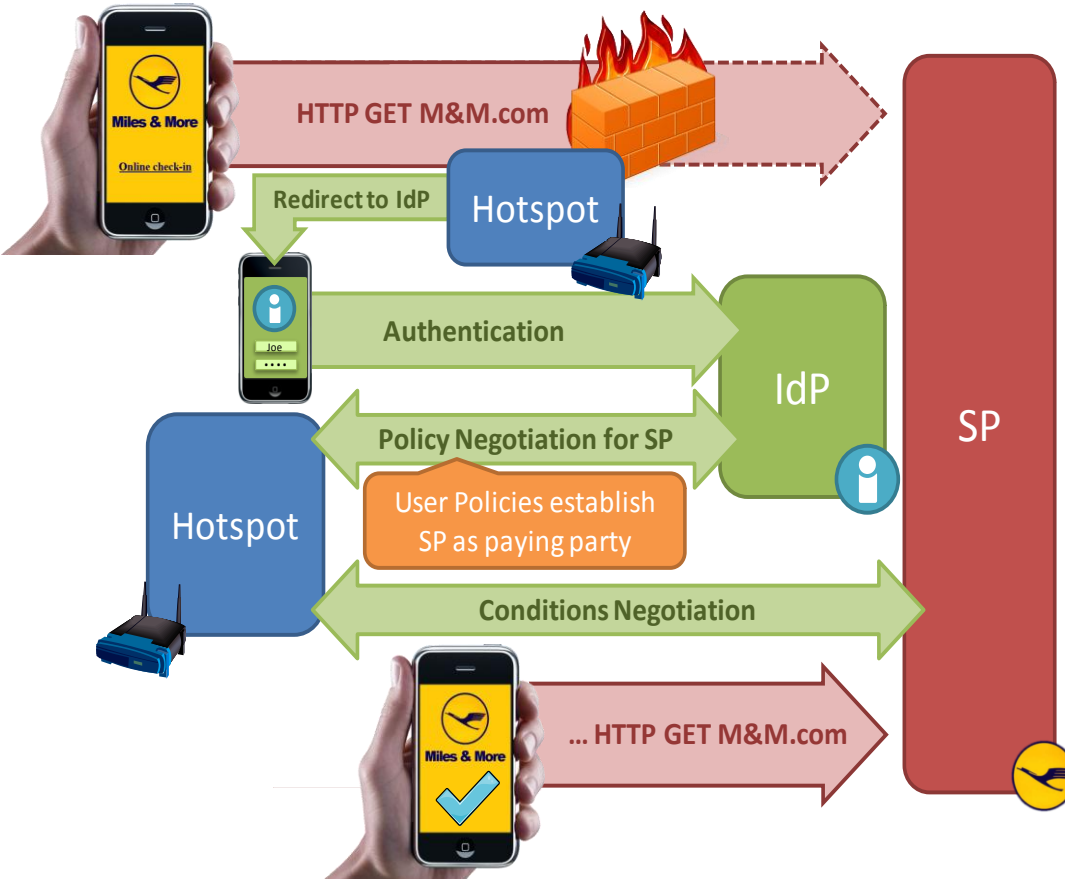 Miles & More
Online check-in
HTTP GET M&M.com
Redirect to IdP
Hotspot
Joe
••••
Authentication
IdP
SP
Policy Negotiation for SP
User Policies establish
SP as paying party
Hotspot
Conditions Negotiation
Miles & More
... HTTP GET M&M.com